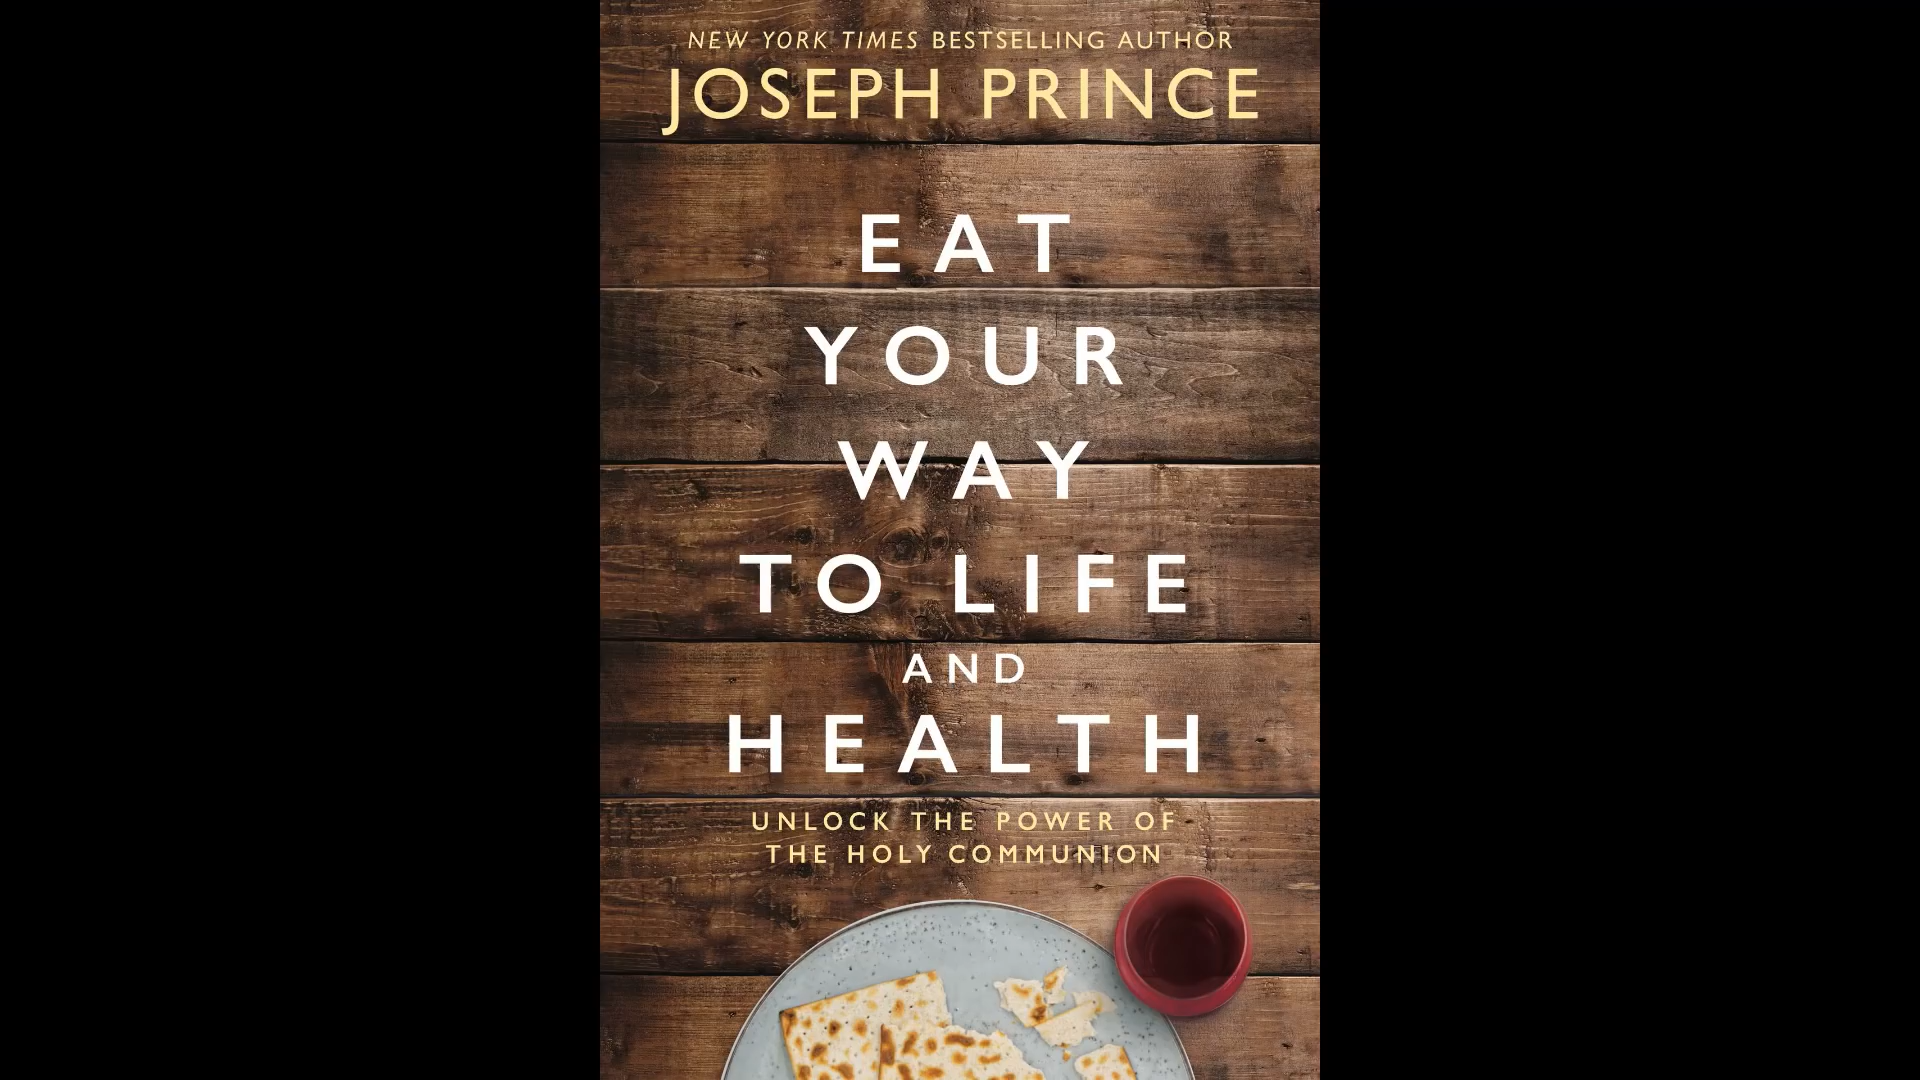 NEW YORK TIMES BESTSELLING AUTHOR
JOSEPH PRINCE
EAT
YOUR
WAY
TO LIFE
AND
HEALTH
UNLOCK THE POWER OF
THE HOLY COMMUNION